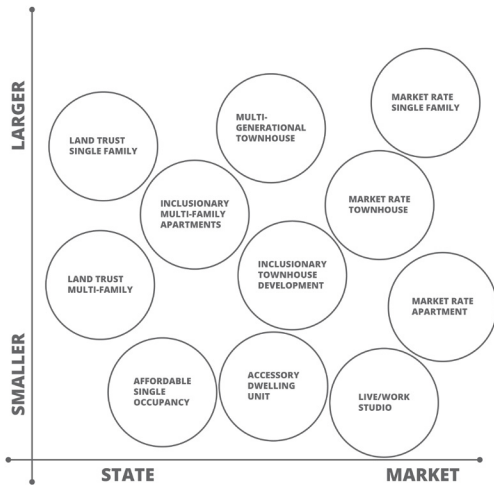 LARGER
MARKET RATE
SINGLE FAMILY
MULTI-
GENERATIONAL
TOWNHOUSE
LAND TRUST
SINGLE FAMILY
INCLUSIONARY
MULTI-FAMILY
APARTMENTS
MARKET RATE
TOWNHOUSE
INCLUSIONARY
TOWNHOUSE
DEVELOPMENT
LAND TRUST
MULTI-FAMILY
MARKET RATE
APARTMENT
SMALLER
AFFORDABLE
SINGLE
OCCUPANCY
ACCESSORY
DWELLING
UNIT
LIVE/WORK
STUDIO
STATE
MARKET